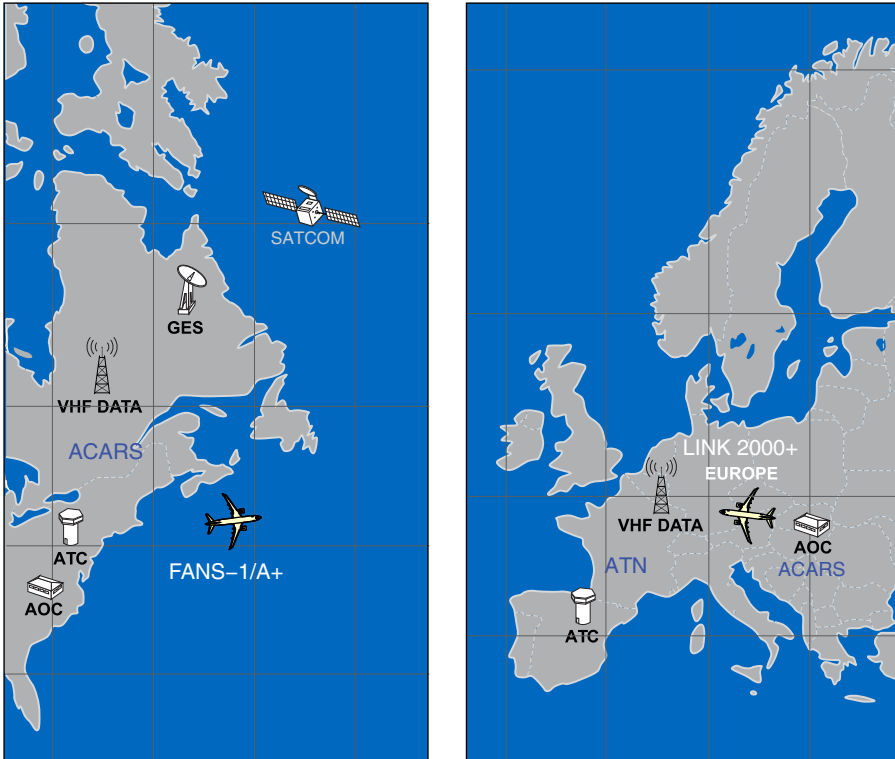 SATCOM
GES
VHF DATA
ACARS
ATC
FANS–1/A+
AOC
LINK 2000+
EUROPE
VHF DATA
AOC
ATN
ACARS
ATC